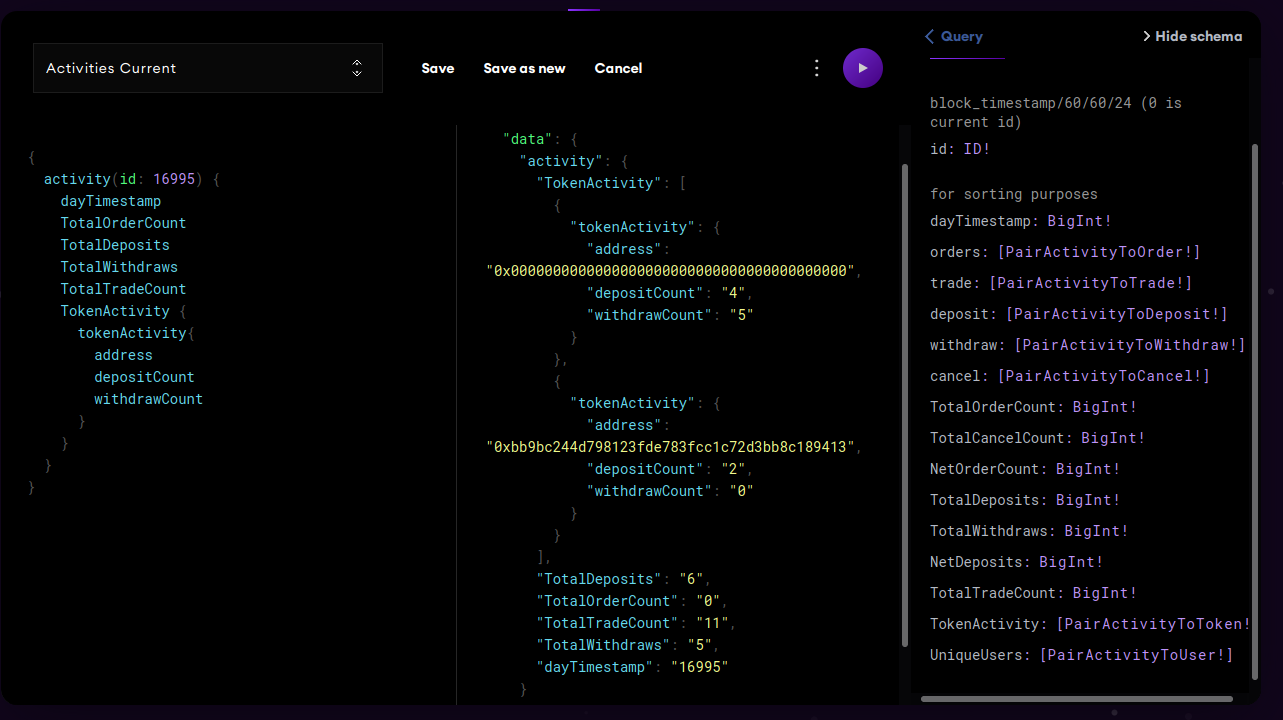 Activities Current
Save
Save as new
Cancel
{
activity(id: 16995) {
dayTimestamp
TotalOrderCount
TotalDeposits
TotalWithdraws
TotalTradeCount
TokenActivity {
tokenActivity{
address
depositCount
withdrawCount
}
}
}
}
"data": {
"activity": {
"TokenActivity": [
{
"tokenActivity": {
"address":
"0x0000000000000000000000000000000000000000",
"depositCount": "4",
"withdrawCount": "5"
}
},
{
"tokenActivity": {
"address":
"0xbb9bc244d798123fde783fcc1c72d3bb8c189413",
"depositCount": "2",
"withdrawCount": "0"
}
}
],
"TotalDeposits": "6",
"TotalOrderCount": "0",
"TotalTradeCount": "11",
"TotalWithdraws": "5",
"dayTimestamp": "16995"
}
Query
Hide schema
block_timestamp/60/60/24 (0 is
current id)
id: ID!
for sorting purposes
dayTimestamp: BigInt!
orders: [PairActivityToOrder!]
trade: [PairActivityToTrade!]
deposit: [PairActivityToDeposit!]
withdraw: [PairActivityToWithdraw!]
cancel: [PairActivityToCancel!]
TotalOrderCount: BigInt!
TotalCancelCount: BigInt!
NetOrderCount: BigInt!
TotalDeposits: BigInt!
TotalWithdraws: BigInt!
NetDeposits: BigInt!
TotalTradeCount: BigInt!
TokenActivity: [PairActivityToToken!
UniqueUsers: [PairActivityToUser!]